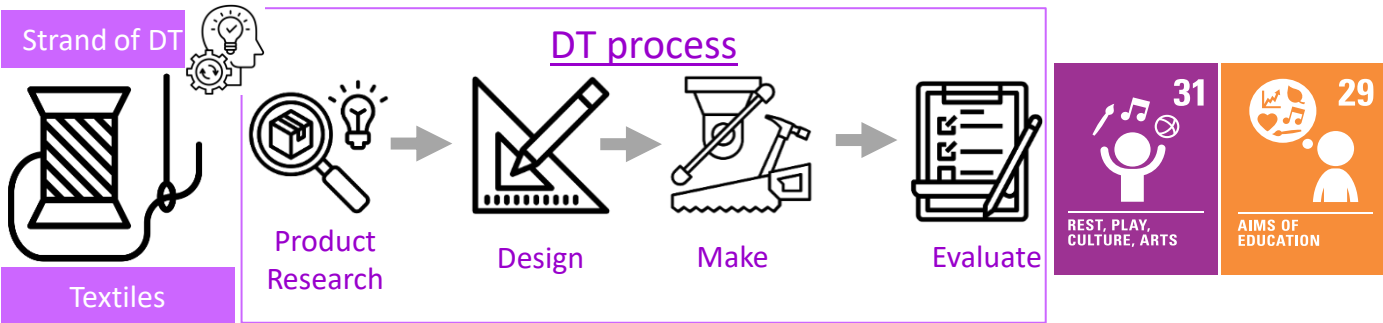 Strand of DT
Textiles
DT process
Product
Research
Design
Make
Evaluate
31
REST, PLAY,
CULTURE, ARTS
29
AIMS OF
EDUCATION